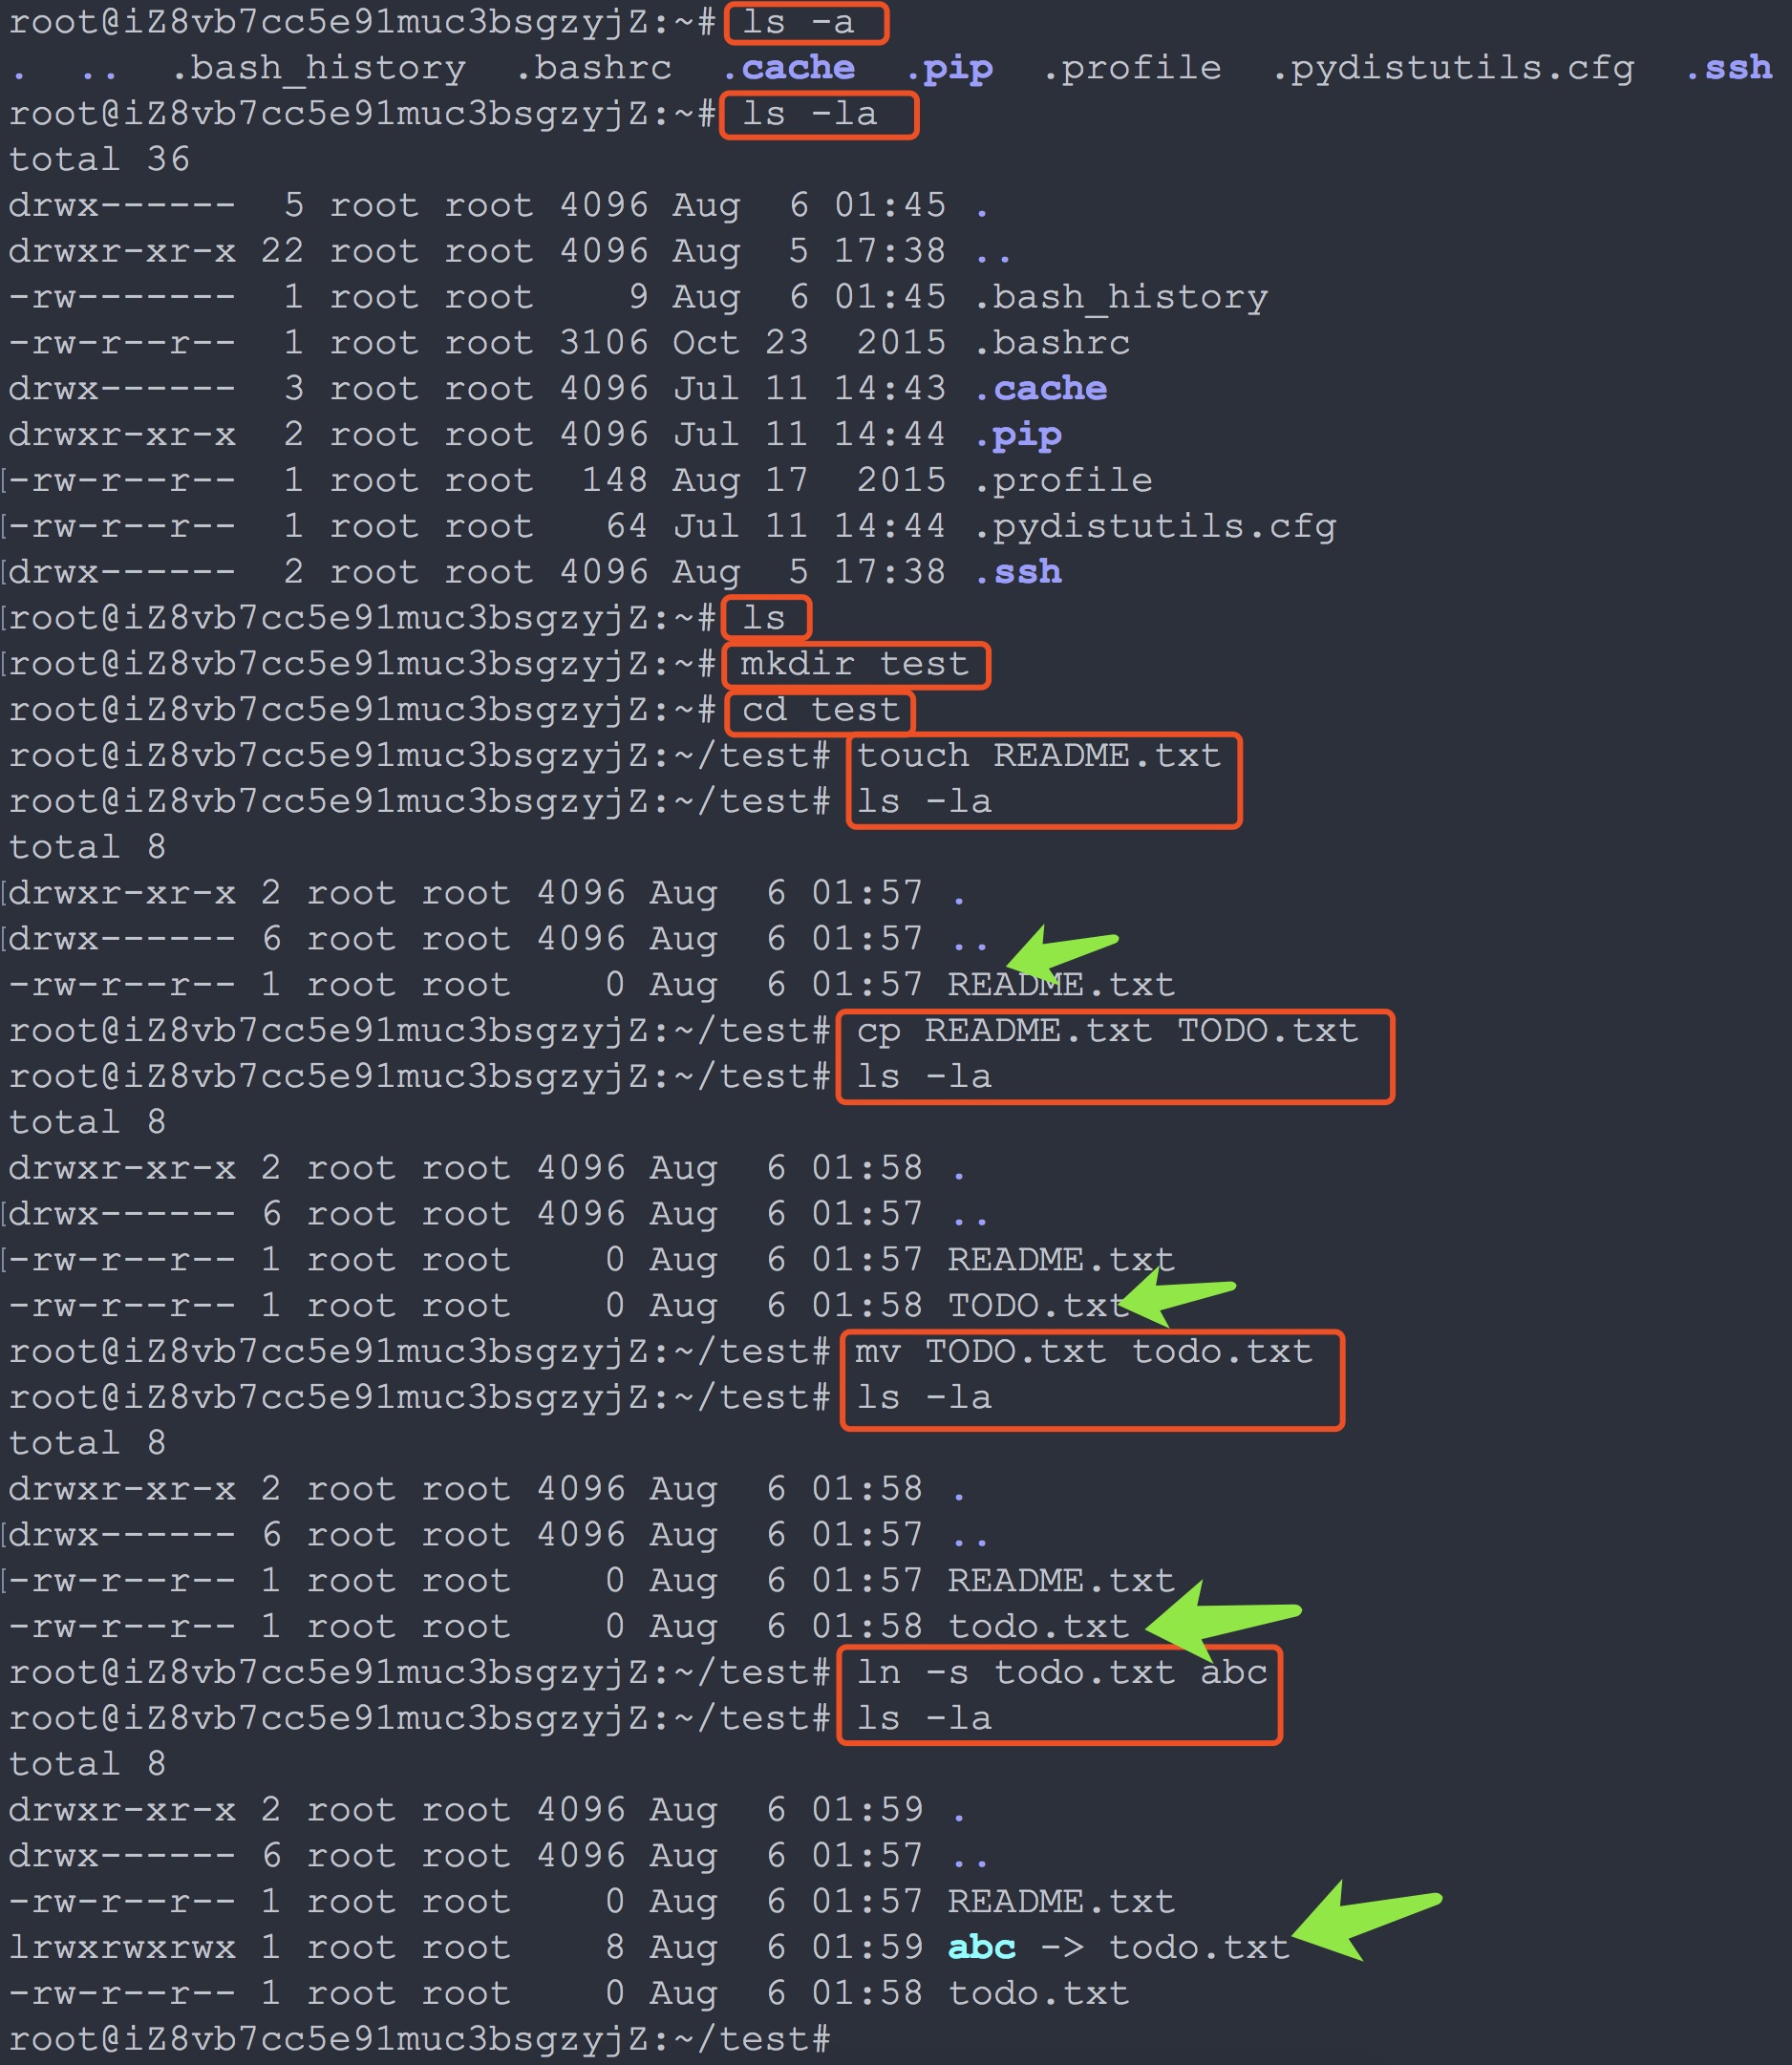 root@iZ8vb7cc5e91muc3bsgzyjZ:~# ls -a
.  ..  .bash_history  .bashrc  .cache  .pip  .profile  .pydistutils.cfg  .ssh
root@iZ8vb7cc5e91muc3bsgzyjZ:~# ls -la
total 36
drwx------  5 root root 4096 Aug  6 01:45 .
drwxr-xr-x 22 root root 4096 Aug  5 17:38 ..
-rw-------  1 root root    9 Aug  6 01:45 .bash_history
-rw-r--r--  1 root root 3106 Oct 23  2015 .bashrc
drwx------  3 root root 4096 Jul 11 14:43 .cache
drwxr-xr-x  2 root root 4096 Jul 11 14:44 .pip
[-rw-r--r--  1 root root  148 Aug 17  2015 .profile
[-rw-r--r--  1 root root   64 Jul 11 14:44 .pydistutils.cfg
[drwx------  2 root root 4096 Aug  5 17:38 .ssh
[root@iZ8vb7cc5e91muc3bsgzyjZ:~# ls
[root@iZ8vb7cc5e91muc3bsgzyjZ:~# mkdir test
root@iZ8vb7cc5e91muc3bsgzyjZ:~# cd test
root@iZ8vb7cc5e91muc3bsgzyjZ:~/test# touch README.txt
root@iZ8vb7cc5e91muc3bsgzyjZ:~/test# ls -la
total 8
[drwxr-xr-x 2 root root 4096 Aug  6 01:57 .
[drwx------ 6 root root 4096 Aug  6 01:57 ..
-rw-r--r-- 1 root root    0 Aug  6 01:57 README.txt
root@iZ8vb7cc5e91muc3bsgzyjZ:~/test# cp README.txt TODO.txt
root@iZ8vb7cc5e91muc3bsgzyjZ:~/test# ls -la
total 8
drwxr-xr-x 2 root root 4096 Aug  6 01:58 .
[drwx------ 6 root root 4096 Aug  6 01:57 ..
[-rw-r--r-- 1 root root    0 Aug  6 01:57 README.txt
-rw-r--r-- 1 root root    0 Aug  6 01:58 TODO.txt
root@iZ8vb7cc5e91muc3bsgzyjZ:~/test# mv TODO.txt todo.txt
root@iZ8vb7cc5e91muc3bsgzyjZ:~/test# ls -la
total 8
drwxr-xr-x 2 root root 4096 Aug  6 01:58 .
[drwx------ 6 root root 4096 Aug  6 01:57 ..
[-rw-r--r-- 1 root root    0 Aug  6 01:57 README.txt
-rw-r--r-- 1 root root    0 Aug  6 01:58 todo.txt
root@iZ8vb7cc5e91muc3bsgzyjZ:~/test# ln -s todo.txt abc
root@iZ8vb7cc5e91muc3bsgzyjZ:~/test# ls -la
total 8
drwxr-xr-x 2 root root 4096 Aug  6 01:59 .
drwx------ 6 root root 4096 Aug  6 01:57 ..
-rw-r--r-- 1 root root    0 Aug  6 01:57 README.txt
lrwxrwxrwx 1 root root    8 Aug  6 01:59 abc -> todo.txt
-rw-r--r-- 1 root root    0 Aug  6 01:58 todo.txt
root@iZ8vb7cc5e91muc3bsgzyjZ:~/test#